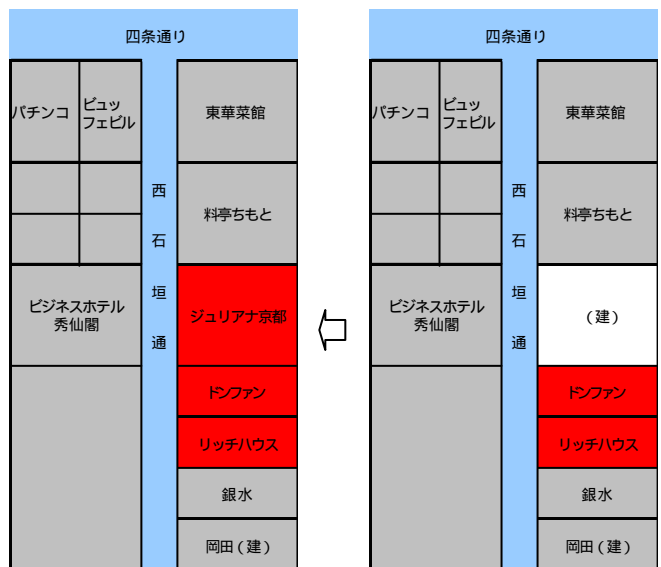 四条通り
パチンコ
ビュッ
フェビル
東華菜館
西
石
垣
通
料亭ちもと
ビジネスホテル
秀仙閣
ジュリアナ京都
ドンファン
リッチハウス
銀水
岡田(建)
四条通り
パチンコ
ビュッ
フェビル
東華菜館
西
石
垣
通
料亭ちもと
ビジネスホテル
秀仙閣
(建)
ドンファン
リッチハウス
銀水
岡田(建)